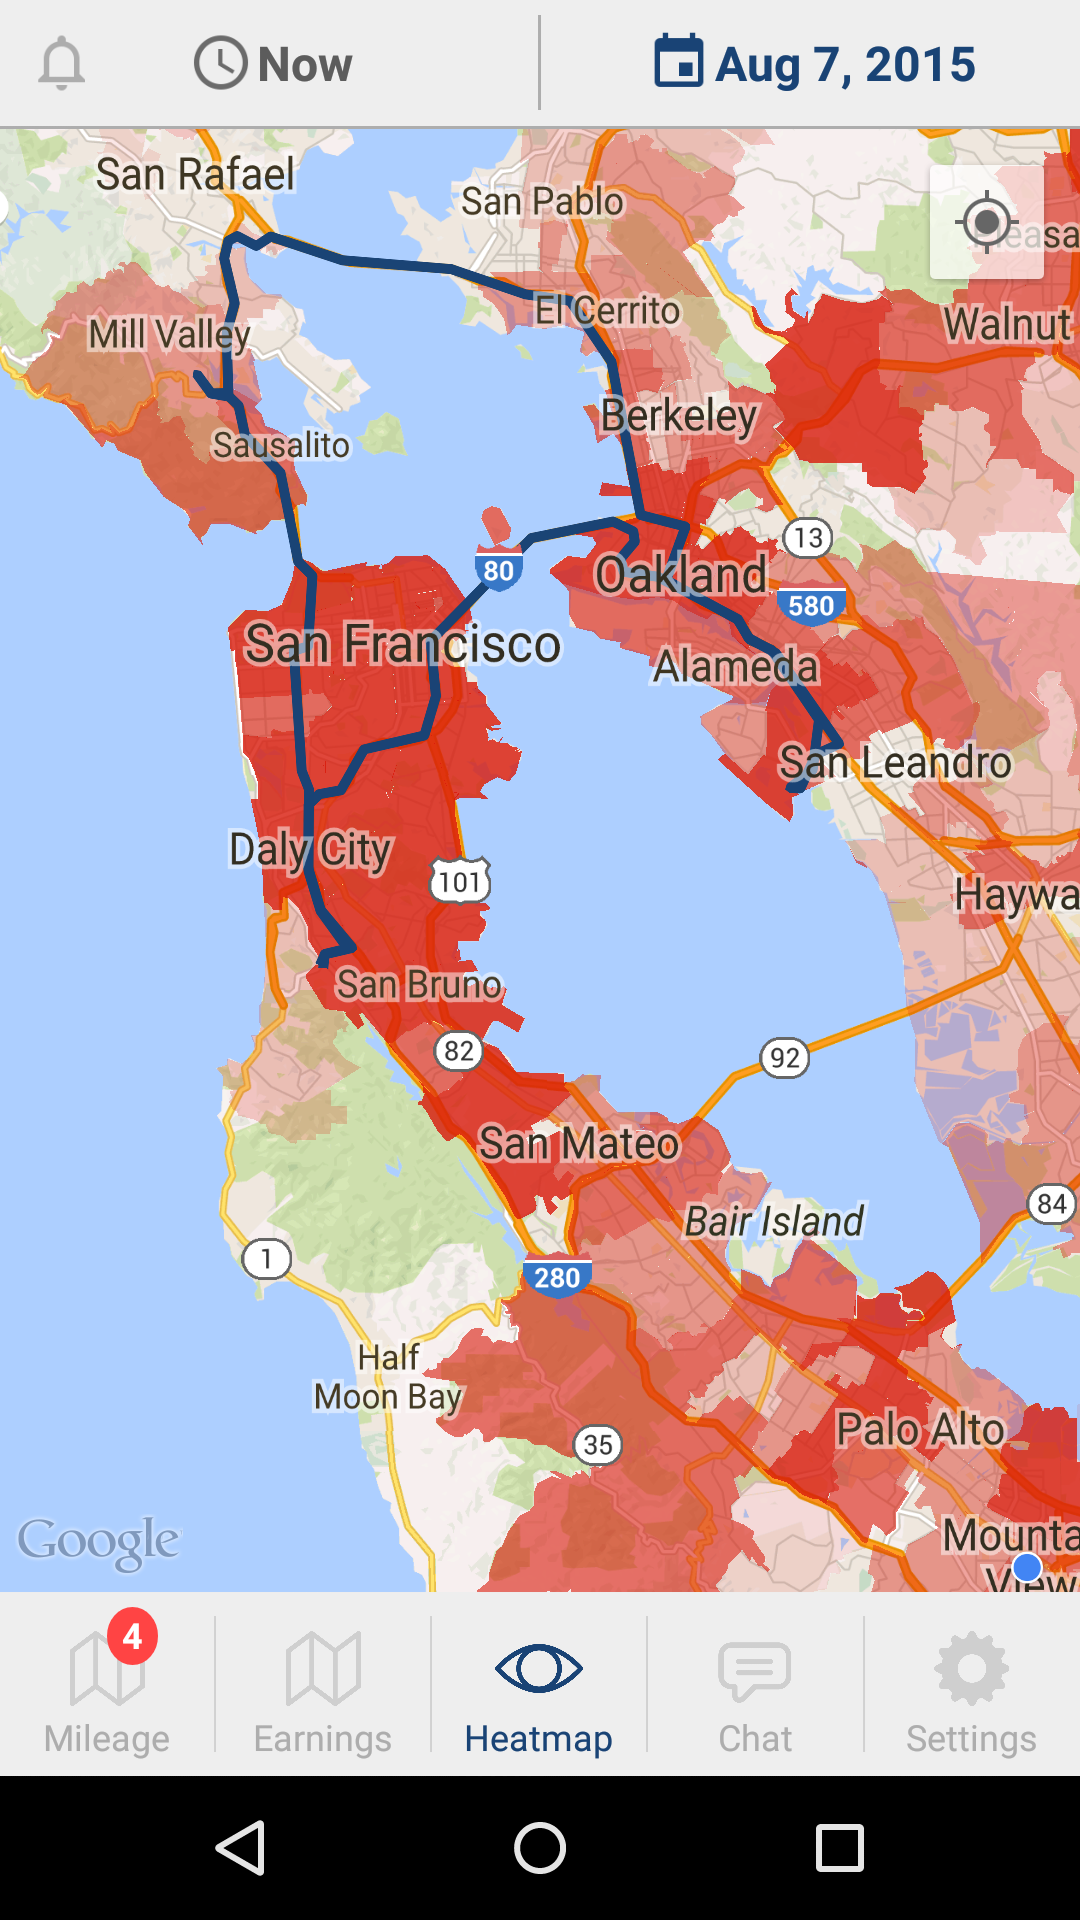 Now
Aug 7, 2015
San Rafael
San Pablo
El Cerrito
Walnut
Mill Valley
Berkeley
Sausalito
13
80
Oakland
580
San Francisco
Alameda
San Leandro
Daly City
101
Haywa
San Bruno
82
92
San Mateo
84
Bair Island
1
280
Half
Moon Bay
35
Palo Alto
Mounta
View
Google
4
Mileage
Earnings
Heatmap
Chat
Settings